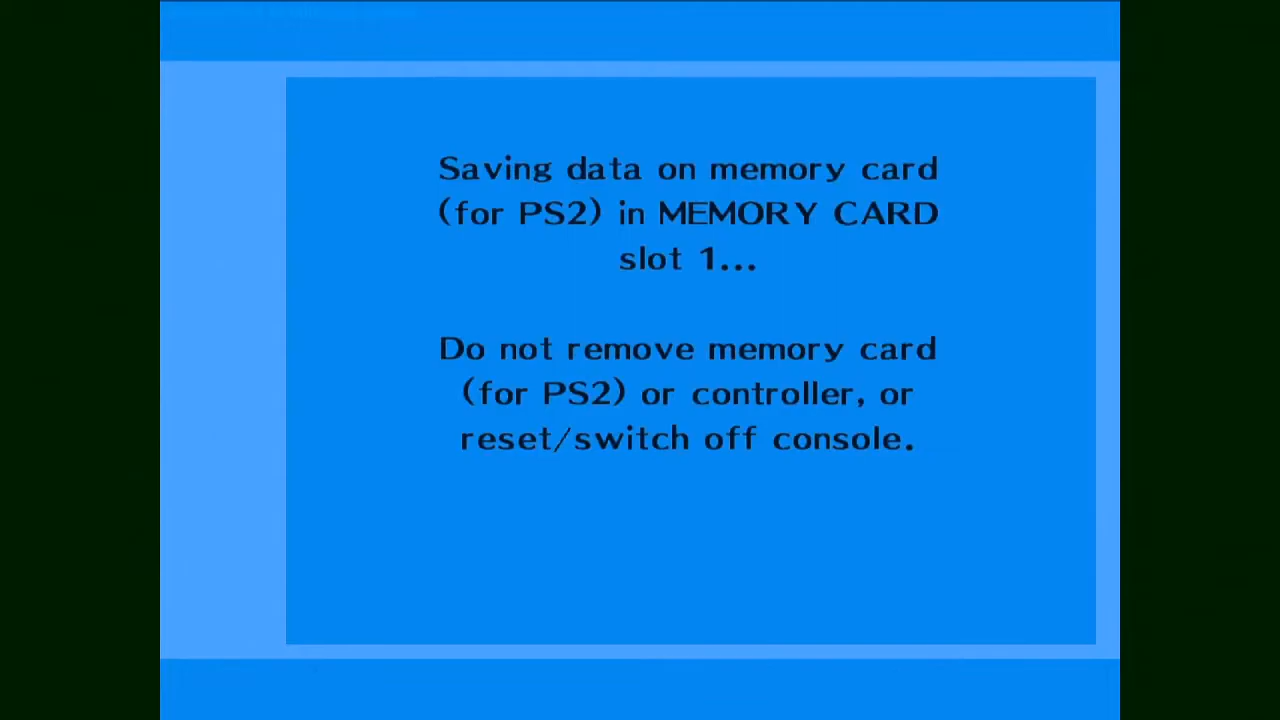 Saving data on memory card
(for PS2) in MEMORY CARD
slot 1...
Do not remove memory card
(for PS2) or controller, or
reset/switch off console.